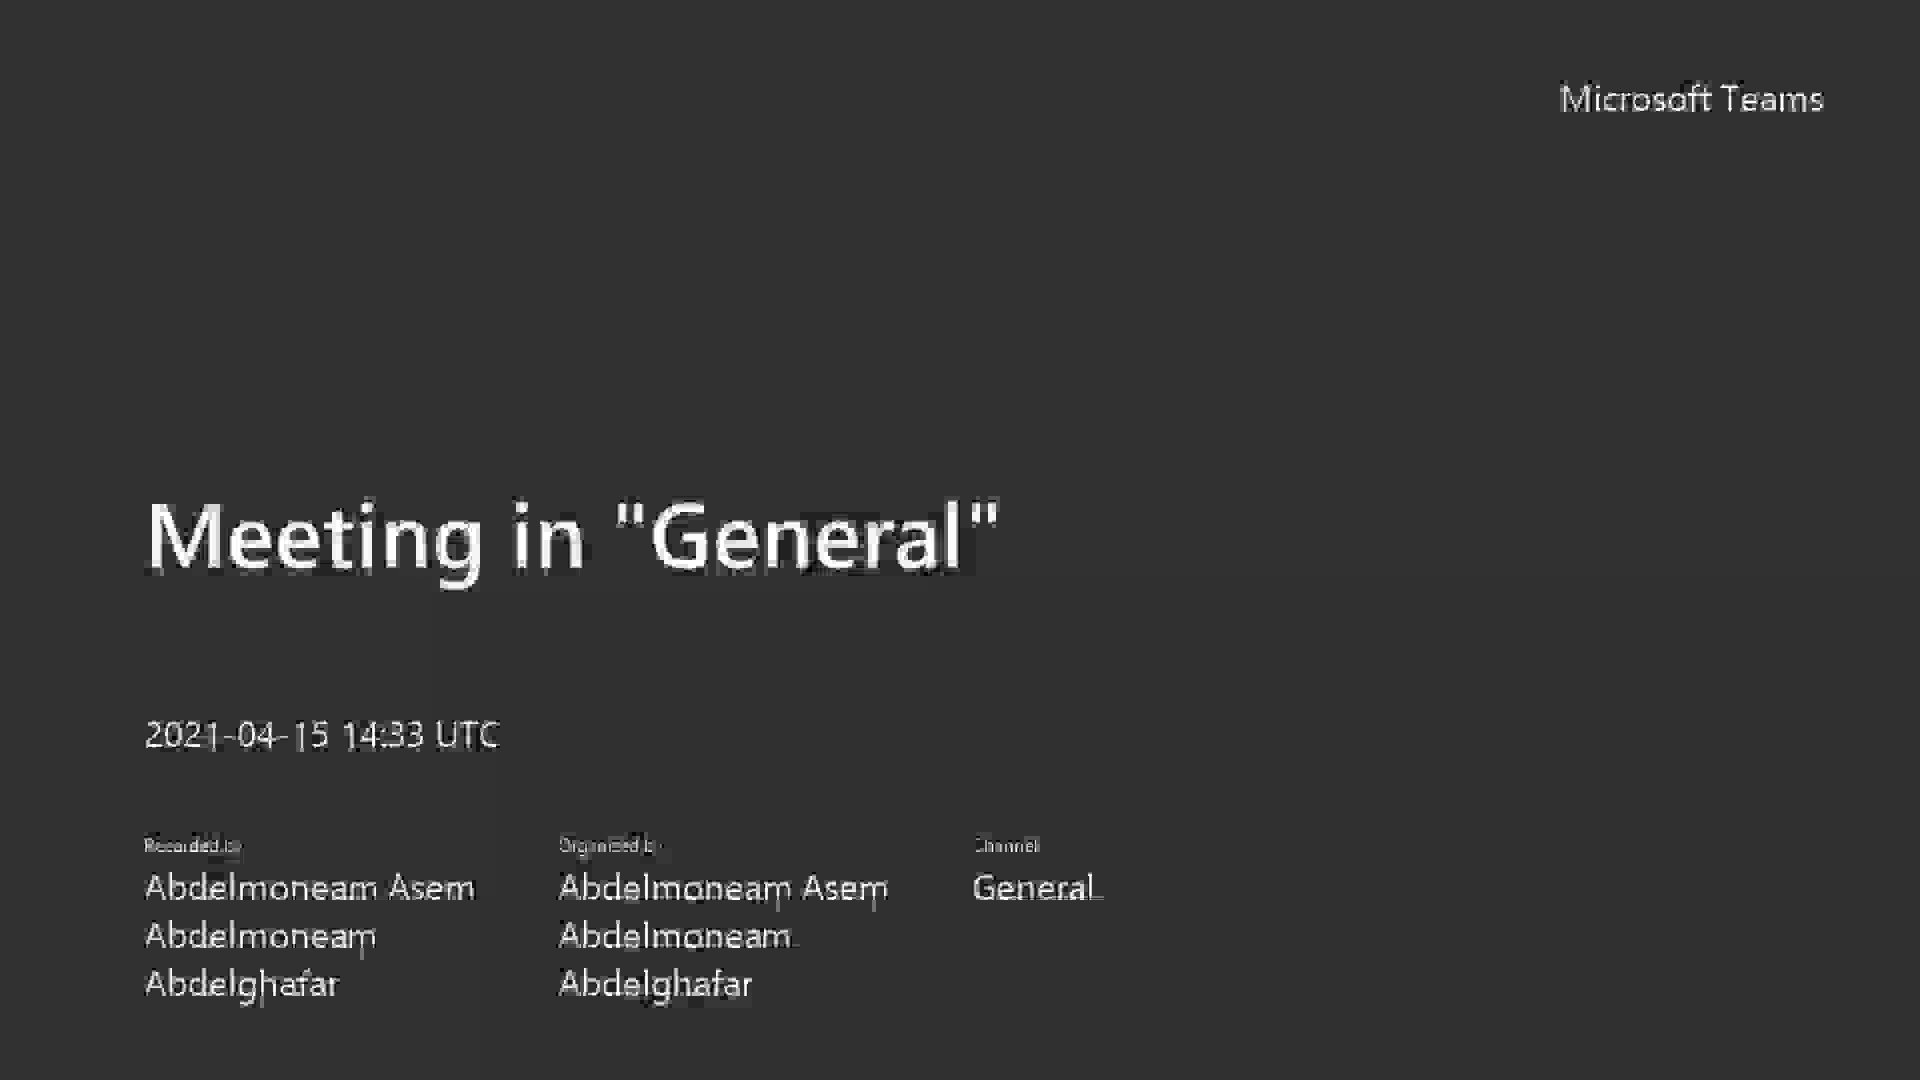 Microsoft Teams
Meeting in "General"
2021-04-15 14:33 UTC
Recorded by
Organized by
Channel
Abdelmoneam Asem
Abdelmoneam
Abdelghafar
Abdelmoneam Asem
Abdelmoneam
Abdelghafar
General